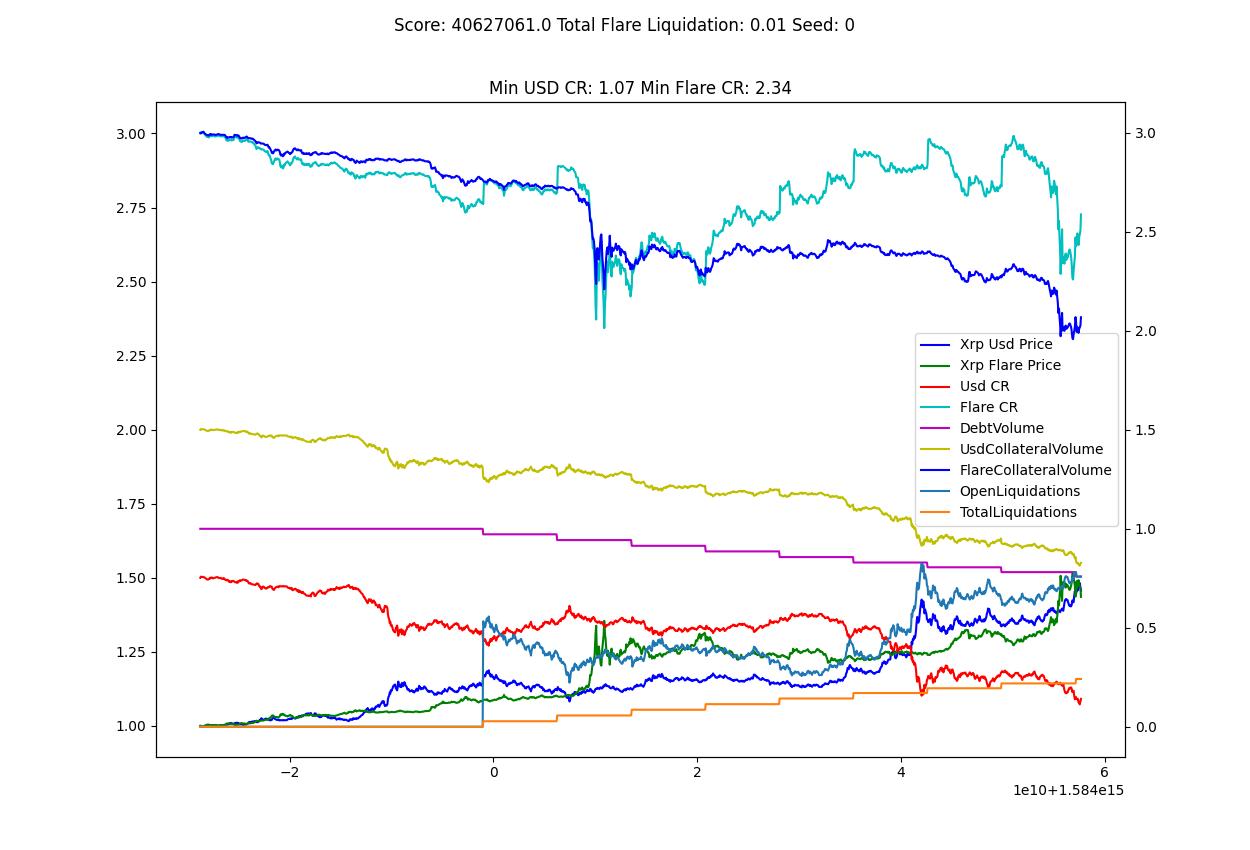 Score: 40627061.0 Total Flare Liquidation: 0.01 Seed: 0
Min USD CR: 1.07 Min Flare CR: 2.34
3.00
2.75
2.50
2.25
2.00
1.75
1.50
1.25
1.00
3.0
2.5
2.0
1.5
1.0
0.5
0.0
Xrp Usd Price
Xrp Flare Price
Usd CR
Flare CR
DebtVolume
UsdCollateralVolume
FlareCollateralVolume
OpenLiquidations
TotalLiquidations
−2 0 2 4 6
1e10+1.584e15